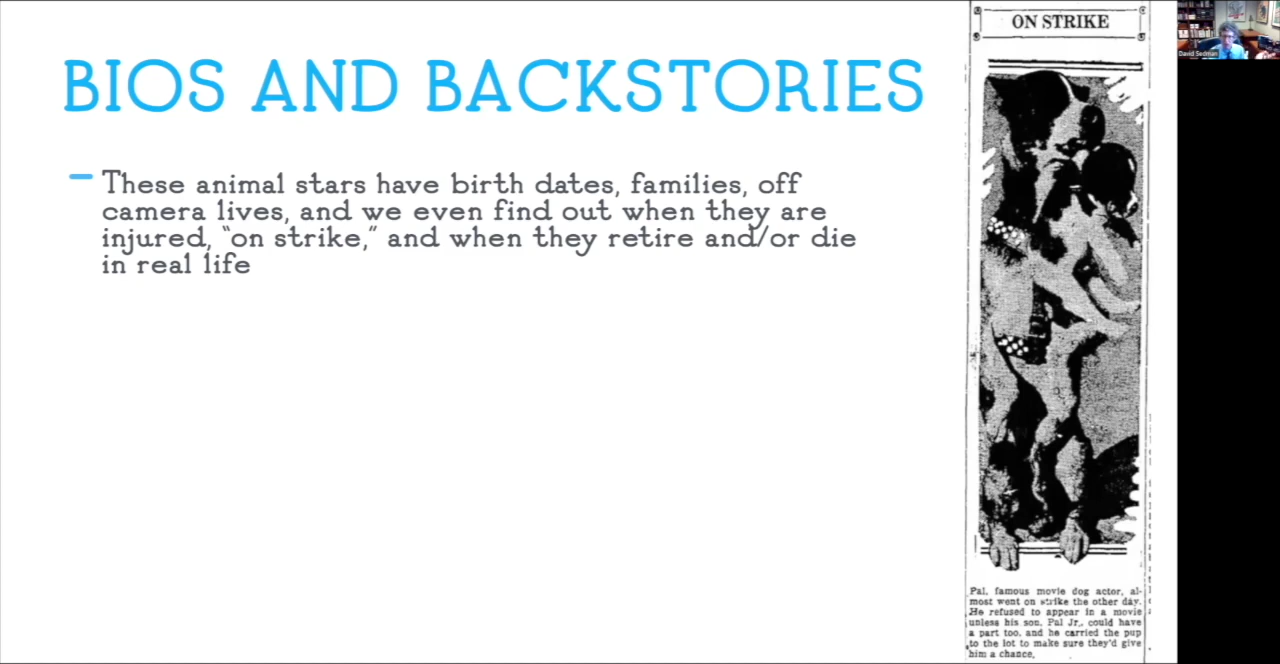 BIOS AND BACKSTORIES
These animal stars have birth dates, families, off
camera lives, and we even find out when they are
injured, “on strike,” and when they retire and/or die
in real life
ON STRIKE
Pal, famous movie dog actor, al-
most went on strike the other day.
He refused to appear in a movie
unless his son, Pal Jr., could have
a part too, and he carried the pup
to the lot to make sure they'd give
him a chance.
David Sedman